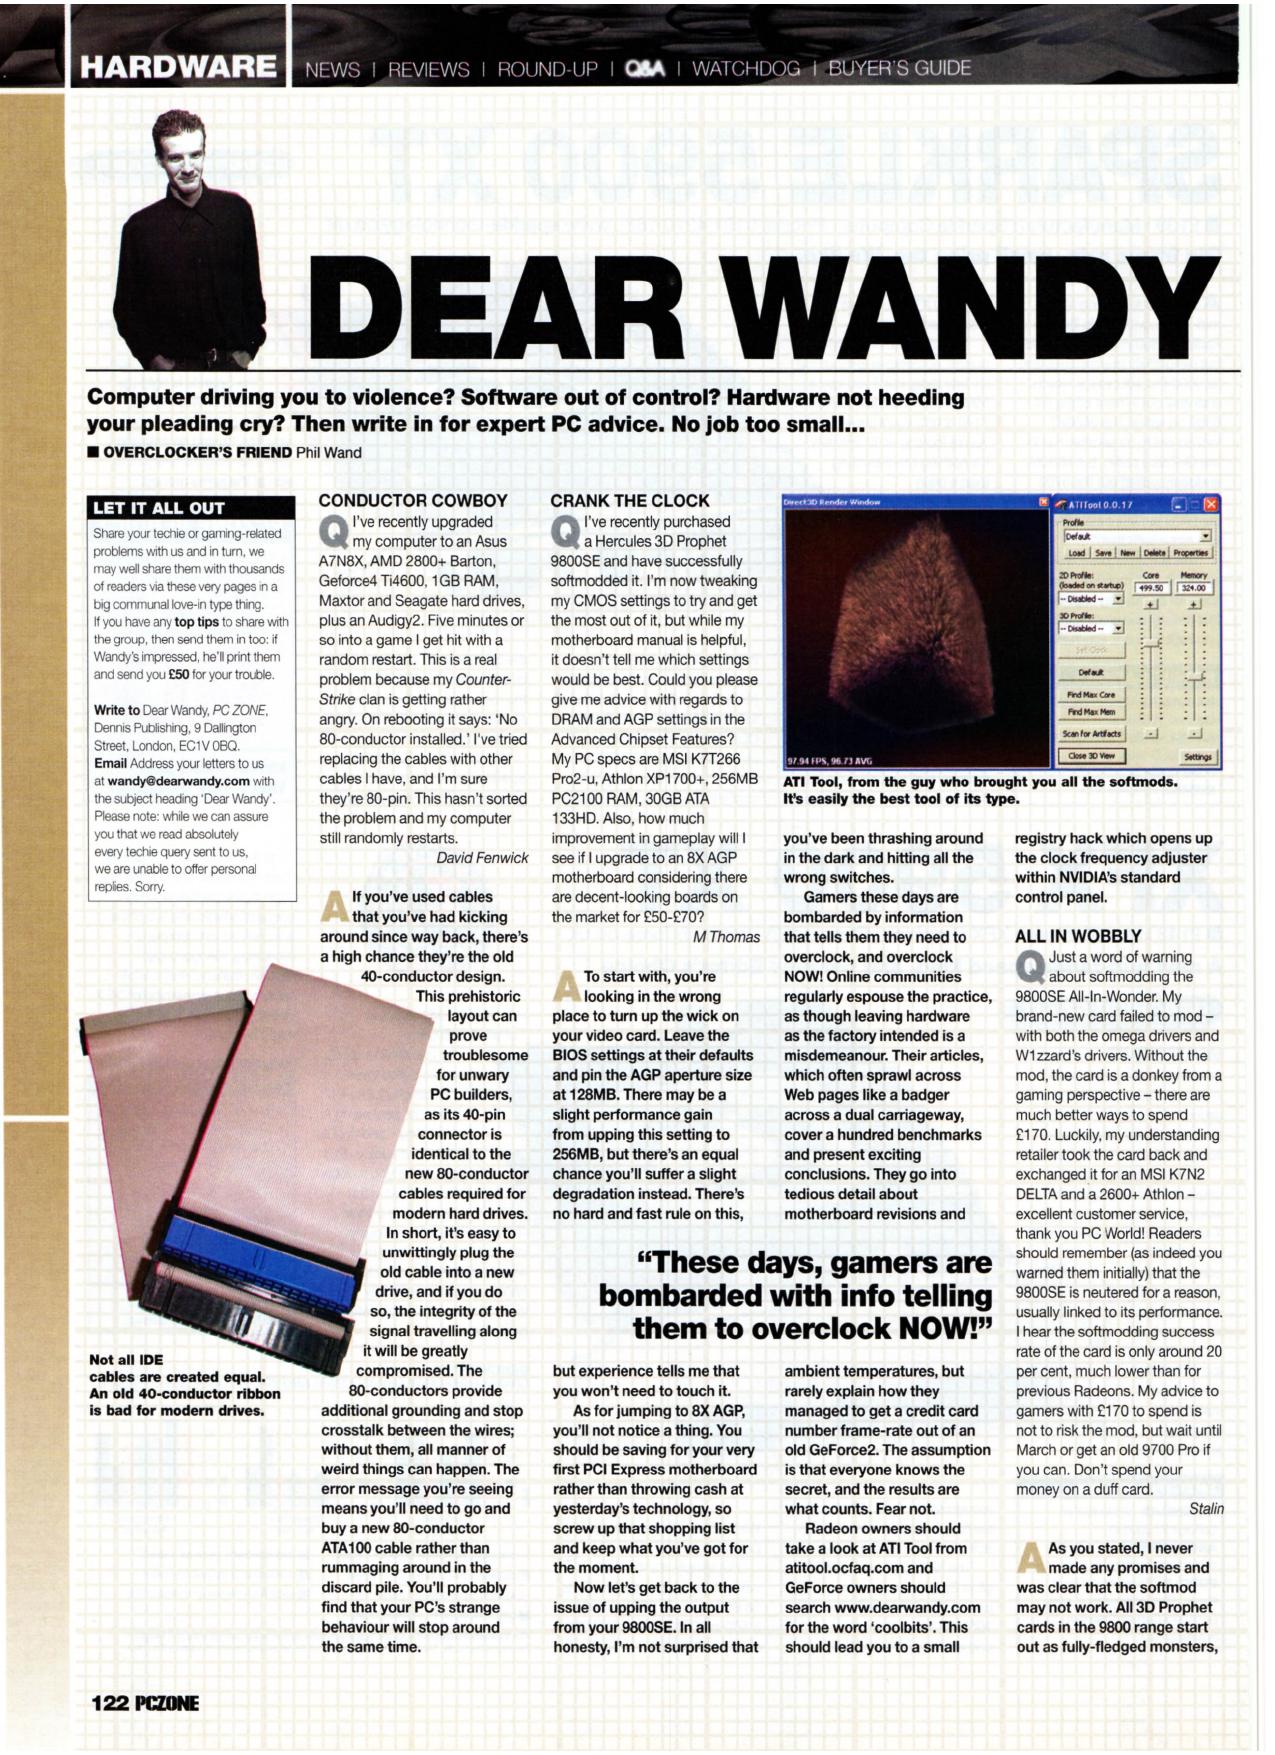 HARDWARE
NEWS | REVIEWS | ROUND-UP | Q&A | WATCHDOG | BUYER'S GUIDE
DEAR WANDY
Computer driving you to violence? Software out of control? Hardware not heeding
your pleading cry? Then write in for expert PC advice. No job too small...
■ OVERCLOCKER'S FRIEND Phil Wand
LET IT ALL OUT
Share your techie or gaming-related
problems with us and in turn, we
may well share them with thousands
of readers via these very pages in a
big communal love-in type thing.
If you have any top tips to share with
the group, then send them in too: if
Wandy's impressed, he'll print them
and send you £50 for your trouble.
Write to Dear Wandy, PC ZONE,
Dennis Publishing, 9 Dallington
Street, London, EC1V 0BQ.
Email Address your letters to us
at wandy@dearwandy.com with
the subject heading 'Dear Wandy'.
Please note: while we can assure
you that we read absolutely
every techie query sent to us,
we are unable to offer personal
replies. Sorry.
CONDUCTOR COWBOY
Q I've recently upgraded
my computer to an Asus
A7N8X, AMD 2800+ Barton,
Geforce4 Ti4600, 1GB RAM,
Maxtor and Seagate hard drives,
plus an Audigy2. Five minutes or
so into a game I get hit with a
random restart. This is a real
problem because my Counter-
Strike clan is getting rather
angry. On rebooting it says: 'No
80-conductor installed.' I've tried
replacing the cables with other
cables I have, and I'm sure
they're 80-pin. This hasn't sorted
the problem and my computer
still randomly restarts.
David Fenwick
A If you've used cables
that you've had kicking
around since way back, there's
a high chance they're the old
40-conductor design.
This prehistoric
layout can
prove
troublesome
for unwary
PC builders,
as its 40-pin
connector is
identical to the
new 80-conductor
cables required for
modern hard drives.
In short, it's easy to
unwittingly plug the
old cable into a new
drive, and if you do
so, the integrity of the
signal travelling along
it will be greatly
compromised. The
80-conductors provide
additional grounding and stop
crosstalk between the wires;
without them, all manner of
weird things can happen. The
error message you're seeing
means you'll need to go and
buy a new 80-conductor
ATA100 cable rather than
rummaging around in the
discard pile. You'll probably
find that your PC's strange
behaviour will stop around
the same time.
Not all IDE
cables are created equal.
An old 40-conductor ribbon
is bad for modern drives.
CRANK THE CLOCK
Q I've recently purchased
a Hercules 3D Prophet
9800SE and have successfully
softmodded it. I'm now tweaking
my CMOS settings to try and get
the most out of it, but while my
motherboard manual is helpful,
it doesn't tell me which settings
would be best. Could you please
give me advice with regards to
DRAM and AGP settings in the
Advanced Chipset Features?
My PC specs are MSI K7T266
Pro2-u, Athlon XP1700+, 256MB
PC2100 RAM, 30GB ATA
133HD. Also, how much
improvement in gameplay will I
see if I upgrade to an 8X AGP
motherboard considering there
are decent-looking boards on
the market for £50-£70?
M Thomas
A To start with, you're
looking in the wrong
place to turn up the wick on
your video card. Leave the
BIOS settings at their defaults
and pin the AGP aperture size
at 128MB. There may be a
slight performance gain
from upping this setting to
256MB, but there's an equal
chance you'll suffer a slight
degradation instead. There's
no hard and fast rule on this,
"These days, gamers are
bombarded with info telling
them to overclock NOW!"
but experience tells me that
you won't need to touch it.
As for jumping to 8X AGP,
you'll not notice a thing. You
should be saving for your very
first PCI Express motherboard
rather than throwing cash at
yesterday's technology, so
screw up that shopping list
and keep what you've got for
the moment.
Now let's get back to the
issue of upping the output
from your 9800SE. In all
honesty, I'm not surprised that
Direct3D Render Window
97.94 FPS, 96.73 AVG
ATITool 0.0.17
Profile
Default
Load Save New Delete Properties
2D Profile:
(loaded on startup)
-- Disabled --
3D Profile:
-- Disabled --
Core Memory
499.50 324.00
Set Clock
Default
Find Max Core
Find Max Mem
Scan for Artifacts
Close 3D View
Settings
ATI Tool, from the guy who brought you all the softmods.
It's easily the best tool of its type.
you've been thrashing around
in the dark and hitting all the
wrong switches.
Gamers these days are
bombarded by information
that tells them they need to
overclock, and overclock
NOW! Online communities
regularly espouse the practice,
as though leaving hardware
as the factory intended is a
misdemeanour. Their articles,
which often sprawl across
Web pages like a badger
across a dual carriageway,
cover a hundred benchmarks
and present exciting
conclusions. They go into
tedious detail about
motherboard revisions and
ambient temperatures, but
rarely explain how they
managed to get a credit card
number frame-rate out of an
old GeForce2. The assumption
is that everyone knows the
secret, and the results are
what counts. Fear not.
Radeon owners should
take a look at ATI Tool from
atitool.ocfaq.com and
GeForce owners should
search www.dearwandy.com
for the word 'coolbits'. This
should lead you to a small
registry hack which opens up
the clock frequency adjuster
within NVIDIA's standard
control panel.
ALL IN WOBBLY
Q Just a word of warning
about softmodding the
9800SE All-In-Wonder. My
brand-new card failed to mod –
with both the omega drivers and
W1zzard's drivers. Without the
mod, the card is a donkey from a
gaming perspective – there are
much better ways to spend
£170. Luckily, my understanding
retailer took the card back and
exchanged it for an MSI K7N2
DELTA and a 2600+ Athlon –
excellent customer service,
thank you PC World! Readers
should remember (as indeed you
warned them initially) that the
9800SE is neutered for a reason,
usually linked to its performance.
I hear the softmodding success
rate of the card is only around 20
per cent, much lower than for
previous Radeons. My advice to
gamers with £170 to spend is
not to risk the mod, but wait until
March or get an old 9700 Pro if
you can. Don't spend your
money on a duff card.
Stalin
A As you stated, I never
made any promises and
was clear that the softmod
may not work. All 3D Prophet
cards in the 9800 range start
out as fully-fledged monsters,
122 PCZONE